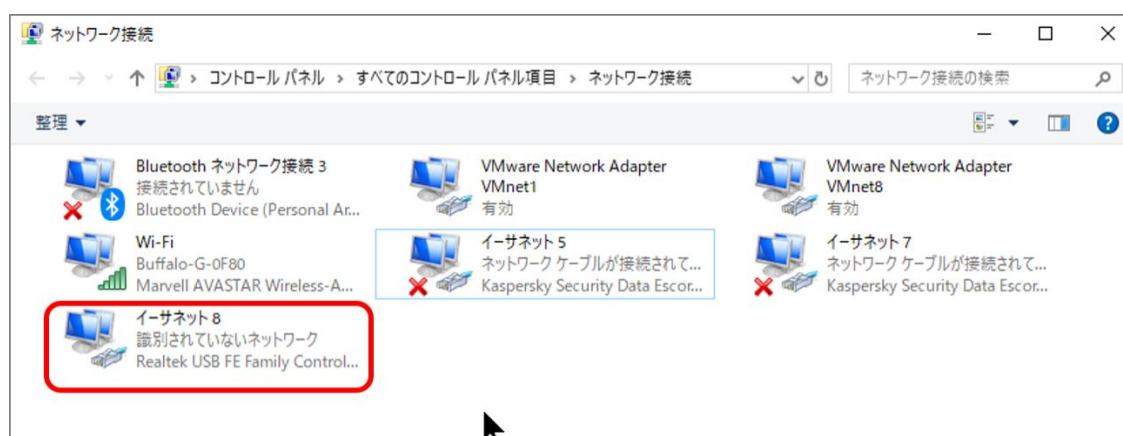 ネットワーク接続
コントロール パネル > すべてのコントロール パネル項目 > ネットワーク接続
ネットワーク接続の検索
整理
Bluetooth ネットワーク接続 3
接続されていません
Bluetooth Device (Personal Ar...
VMware Network Adapter
VMnet1
有効
VMware Network Adapter
VMnet8
有効
Wi-Fi
Buffalo-G-0F80
Marvell AVASTAR Wireless-A...
イーサネット 5
ネットワーク ケーブルが接続されて...
Kaspersky Security Data Escor...
イーサネット 7
ネットワーク ケーブルが接続されて...
Kaspersky Security Data Escor...
イーサネット 8
識別されていないネットワーク
Realtek USB FE Family Control...